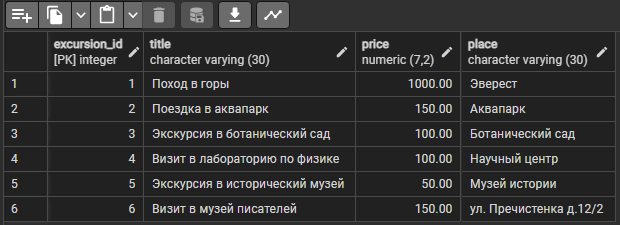 excursion_id title price place
[PK] integer character varying (30) numeric (7,2) character varying (30)
1 1 Поход в горы 1000.00 Эверест
2 2 Поездка в аквапарк 150.00 Аквапарк
3 3 Экскурсия в ботанический сад 100.00 Ботанический сад
4 4 Визит в лабораторию по физике 100.00 Научный центр
5 5 Экскурсия в исторический музей 50.00 Музей истории
6 6 Визит в музей писателей 150.00 ул. Пречистенка д.12/2